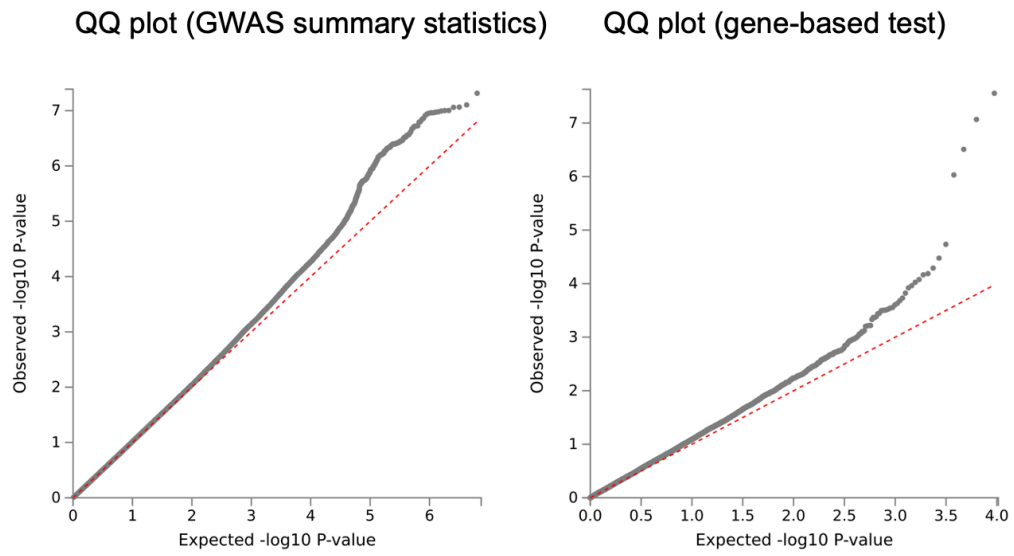 QQ plot (GWAS summary statistics)
QQ plot (gene-based test)
Observed -log10 P-value
7
6
5
4
3
2
1
0
0 1 2 3 4 5 6
Expected -log10 P-value
Observed -log10 P-value
7
6
5
4
3
2
1
0
0.0 0.5 1.0 1.5 2.0 2.5 3.0 3.5 4.0
Expected -log10 P-value